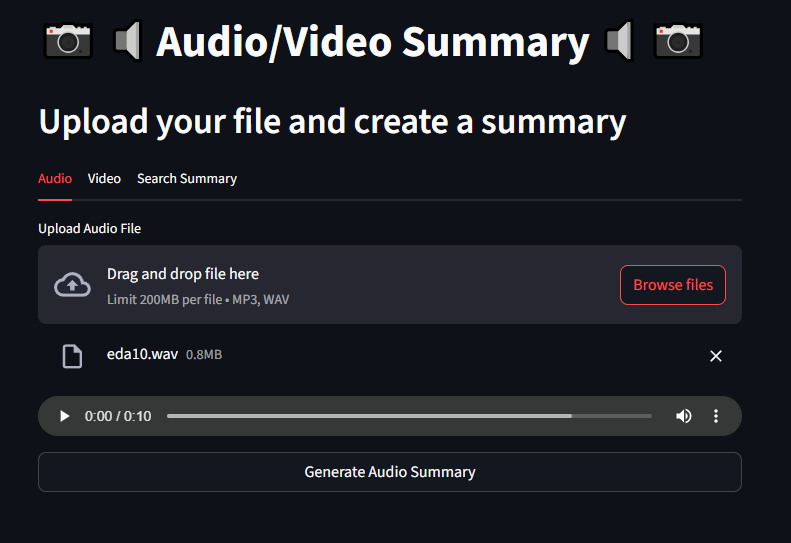 Audio/Video Summary
Upload your file and create a summary
Audio Video Search Summary
Upload Audio File
Drag and drop file here
Limit 200MB per file • MP3, WAV
Browse files
eda10.wav 0.8MB
0:00 / 0:10
Generate Audio Summary